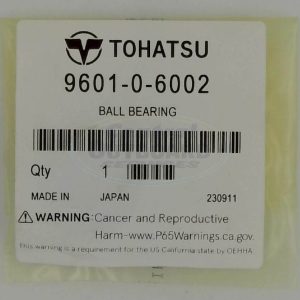 TOHATSU
9601-0-6002
BALL BEARING
Qty 1
MADE IN JAPAN 230911
WARNING: Cancer and Reproductive
Harm-www.P65Warnings.ca.gov.
This warning is a requirement for the US California state by OEHHA